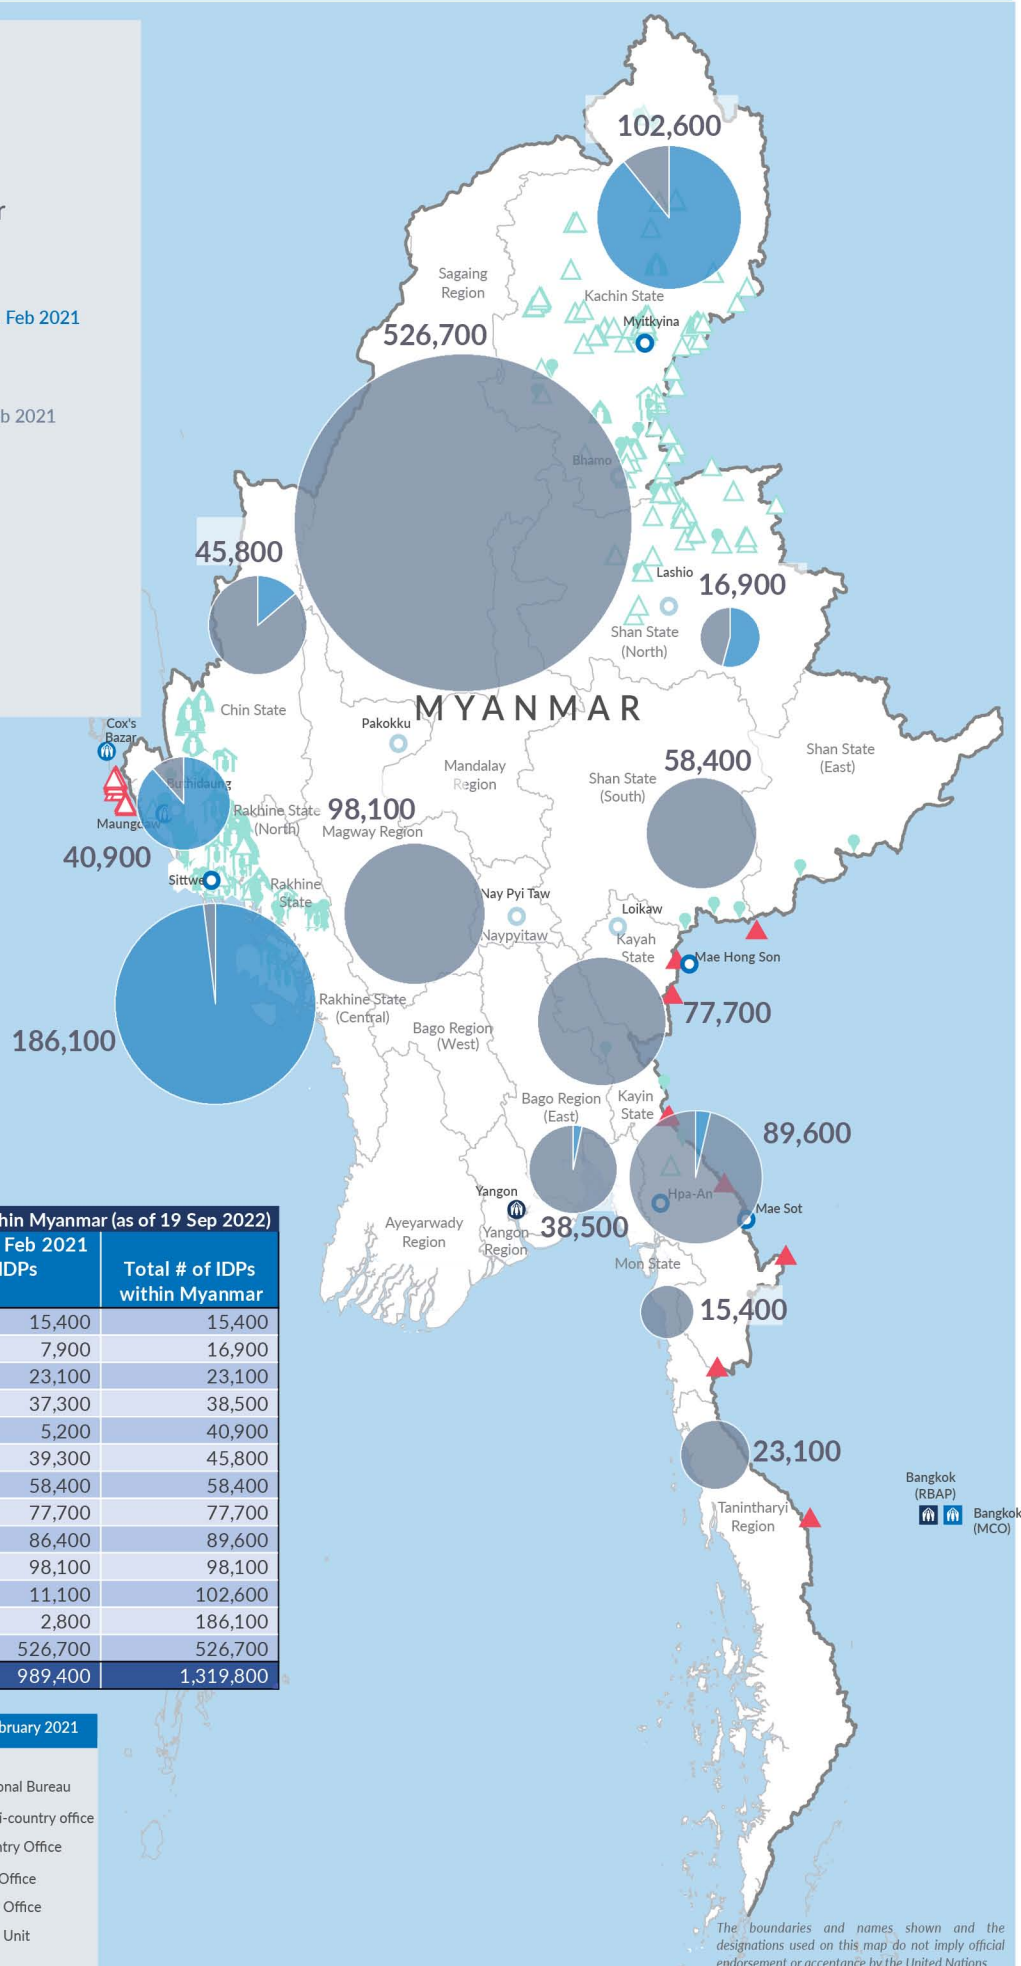 r
Feb 2021
b 2021
102,600
Sagaing
Region
Kachin State
Myitkyina
526,700
Bhamo
45,800
Lashio
16,900
Shan State
(North)
MYANMAR
Chin State
Cox's
Bazar
Pakokku
Mandalay
Region
58,400
Shan State
(South)
Shan State
(East)
Buthidaung
Rakhine State
(North)
98,100
Magway Region
Maungdaw
40,900
Sittwe
Rakhine
State
Nay Pyi Taw
Naypyitaw
Loikaw
Kayah
State
Mae Hong Son
77,700
186,100
Rakhine State
(Central)
Bago Region
(West)
Bago Region
(East)
Kayin
State
89,600
Hpa-An
Mae Sot
Yangon
Yangon
Region
38,500
Ayeyarwady
Region
Mon State
15,400
23,100
Tanintharyi
Region
Bangkok
(RBAP)
Bangkok
(MCO)
hin Myanmar (as of 19 Sep 2022)
Feb 2021
IDPs
Total # of IDPs
within Myanmar
15,400 15,400
7,900 16,900
23,100 23,100
37,300 38,500
5,200 40,900
39,300 45,800
58,400 58,400
77,700 77,700
86,400 89,600
98,100 98,100
11,100 102,600
2,800 186,100
526,700 526,700
989,400 1,319,800
bruary 2021
onal Bureau
i-country office
ntry Office
Office
Office
Unit
The boundaries and names shown and the
designations used on this map do not imply official
endorsement or acceptance by the United Nations